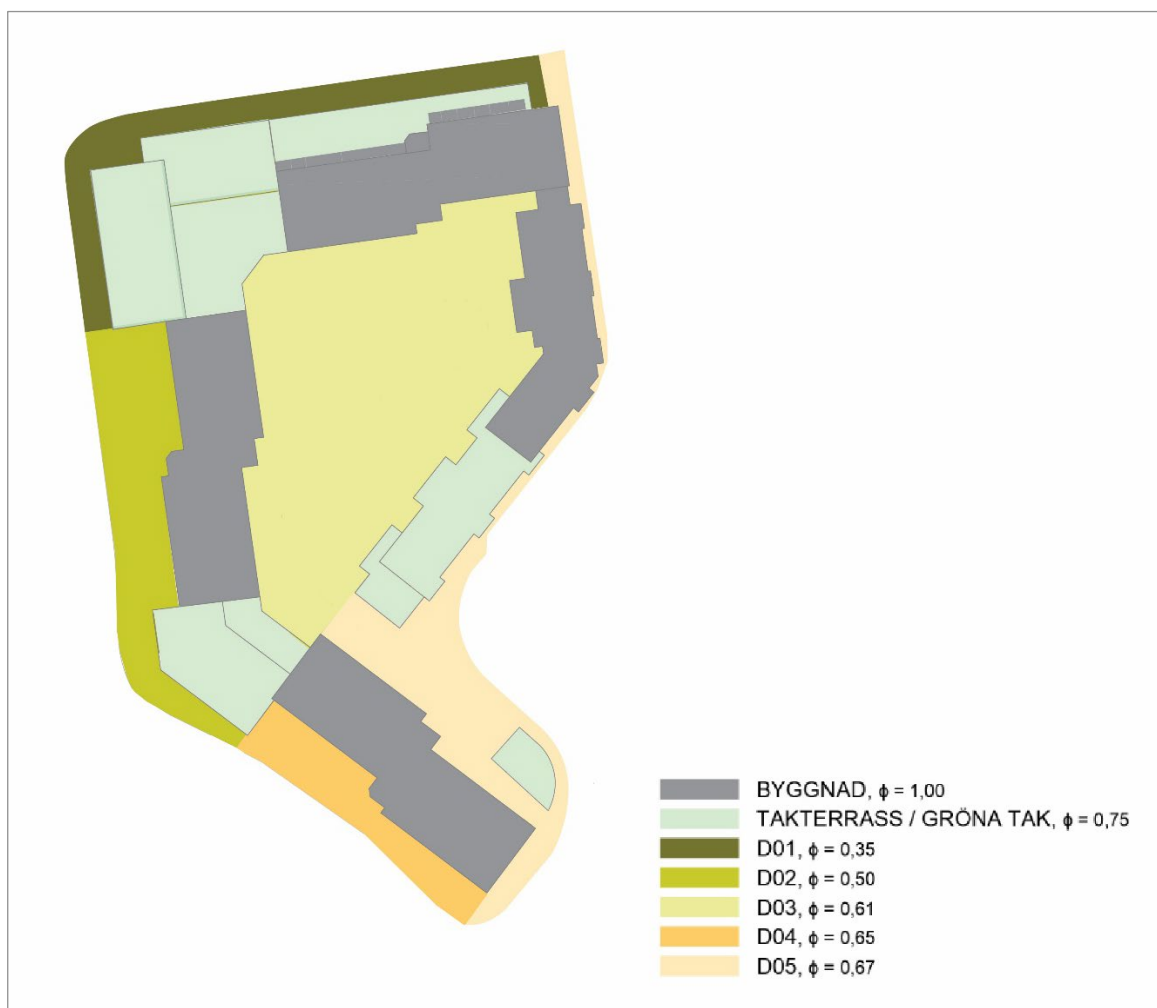 BYGGNAD, ϕ = 1,00
TAKTERRASS / GRÖNA TAK, ϕ = 0,75
D01, ϕ = 0,35
D02, ϕ = 0,50
D03, ϕ = 0,61
D04, ϕ = 0,65
D05, ϕ = 0,67